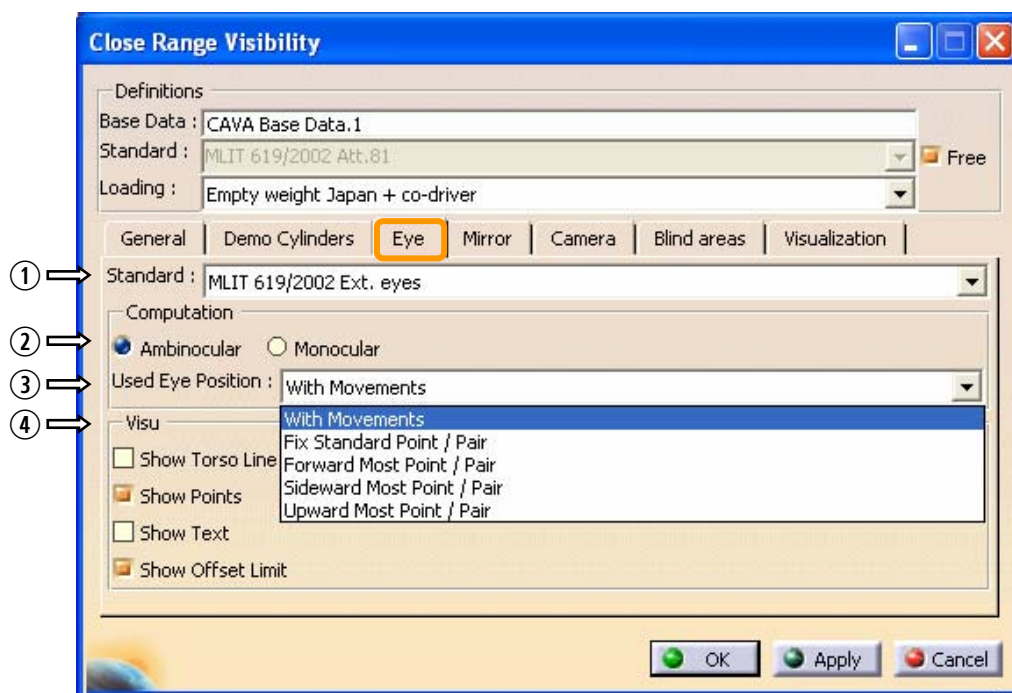 Close Range Visibility
Definitions
Base Data : CAVA Base Data.1
Standard : MLIT 619/2002 Att.81 Free
Loading : Empty weight Japan + co-driver
General Demo Cylinders Eye Mirror Camera Blind areas Visualization
① Standard : MLIT 619/2002 Ext. eyes
Computation
② Ambinocular Monocular
③ Used Eye Position : With Movements
④ Visu With Movements
Fix Standard Point / Pair
Show Torso Line Forward Most Point / Pair
Sideward Most Point / Pair
Show Points Upward Most Point / Pair
Show Text
Show Offset Limit
OK Apply Cancel